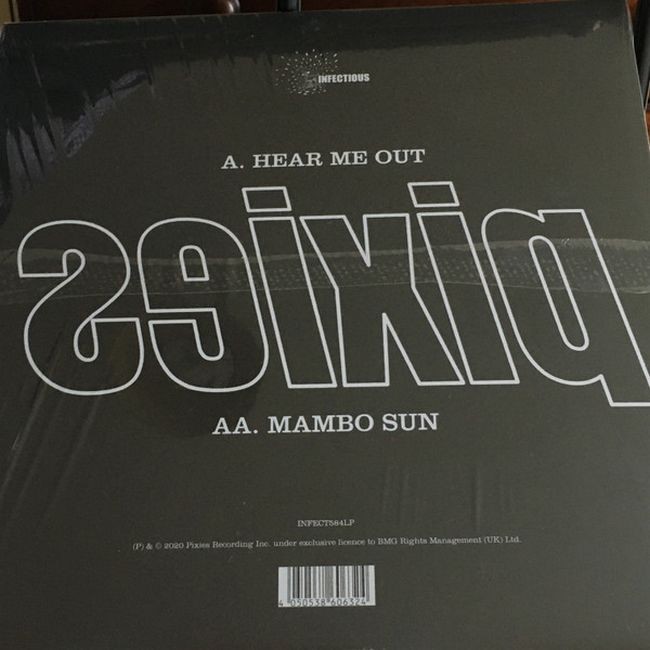 INFECTIOUS
A. HEAR ME OUT
pixies
AA. MAMBO SUN
INFECT584LP
(P) & © 2020 Pixies Recording Inc. under exclusive licence to BMG Rights Management (UK) Ltd.
4 050538 606324